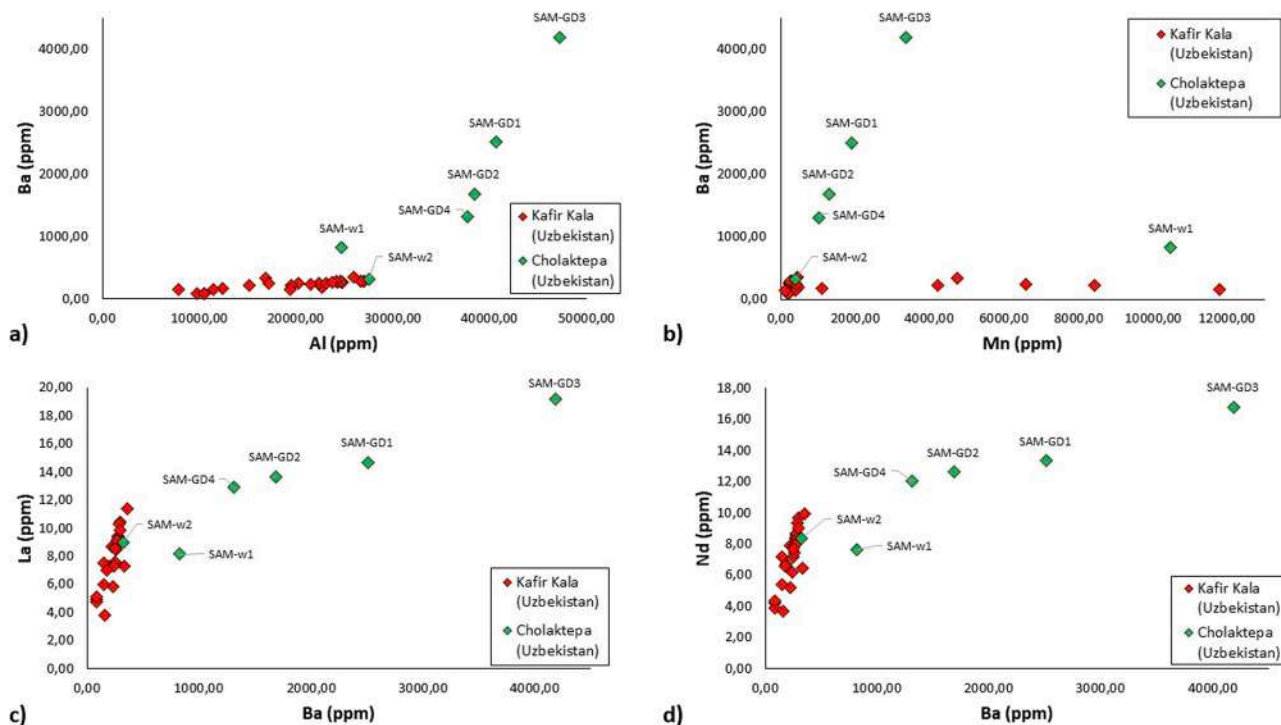 SAM-GD3
4000,00
3000,00
SAM-GD1
Ba (ppm)
2000,00
SAM-GD2
SAM-GD4
Kafir Kala
(Uzbekistan)
SAM-w1
1000,00
SAM-w2
Cholaktepa
(Uzbekistan)
0,00
0,00 10000,00 20000,00 30000,00 40000,00 50000,00
a)
Al (ppm)
SAM-GD3
4000,00
Kafir Kala
(Uzbekistan)
Cholaktepa
(Uzbekistan)
3000,00
SAM-GD1
Ba (ppm)
2000,00
SAM-GD2
SAM-GD4
SAM-w1
1000,00
SAM-w2
0,00
0,00 2000,00 4000,00 6000,00 8000,00 10000,00 12000,00
b)
Mn (ppm)
20,00
SAM-GD3
18,00
16,00
SAM-GD1
SAM-GD2
14,00
SAM-GD4
12,00
La (ppm)
10,00
SAM-w2
8,00
SAM-w1
6,00
Kafir Kala
(Uzbekistan)
4,00
Cholaktepa
(Uzbekistan)
2,00
0,00
0,00 1000,00 2000,00 3000,00 4000,00
c)
Ba (ppm)
18,00
SAM-GD3
16,00
14,00
SAM-GD1
SAM-GD2
SAM-GD4
12,00
Nd (ppm)
10,00
SAM-w2
8,00
SAM-w1
6,00
Kafir Kala
(Uzbekistan)
4,00
Cholaktepa
(Uzbekistan)
2,00
0,00
0,00 1000,00 2000,00 3000,00 4000,00
d)
Ba (ppm)